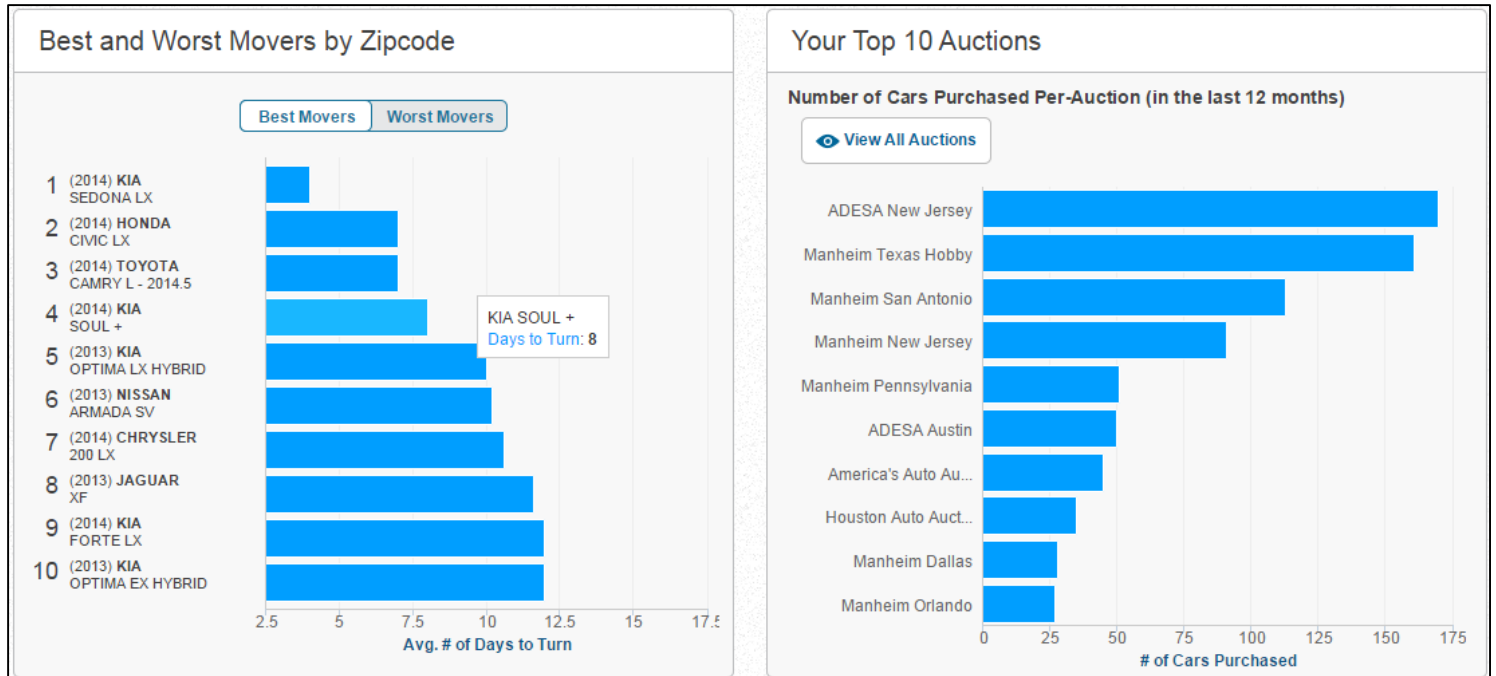 Best and Worst Movers by Zipcode
Best Movers
Worst Movers
1 (2014) KIA
SEDONA LX
2 (2014) HONDA
CIVIC LX
3 (2014) TOYOTA
CAMRY L - 2014.5
4 (2014) KIA
SOUL +
5 (2013) KIA
OPTIMA LX HYBRID
6 (2013) NISSAN
ARMADA SV
7 (2014) CHRYSLER
200 LX
8 (2013) JAGUAR
XF
9 (2014) KIA
FORTE LX
10 (2013) KIA
OPTIMA EX HYBRID
KIA SOUL +
Days to Turn: 8
2.5 5 7.5 10 12.5 15 17.5
Avg. # of Days to Turn
Your Top 10 Auctions
Number of Cars Purchased Per-Auction (in the last 12 months)
View All Auctions
ADESA New Jersey
Manheim Texas Hobby
Manheim San Antonio
Manheim New Jersey
Manheim Pennsylvania
ADESA Austin
America's Auto Au...
Houston Auto Auct...
Manheim Dallas
Manheim Orlando
0 25 50 75 100 125 150 175
# of Cars Purchased